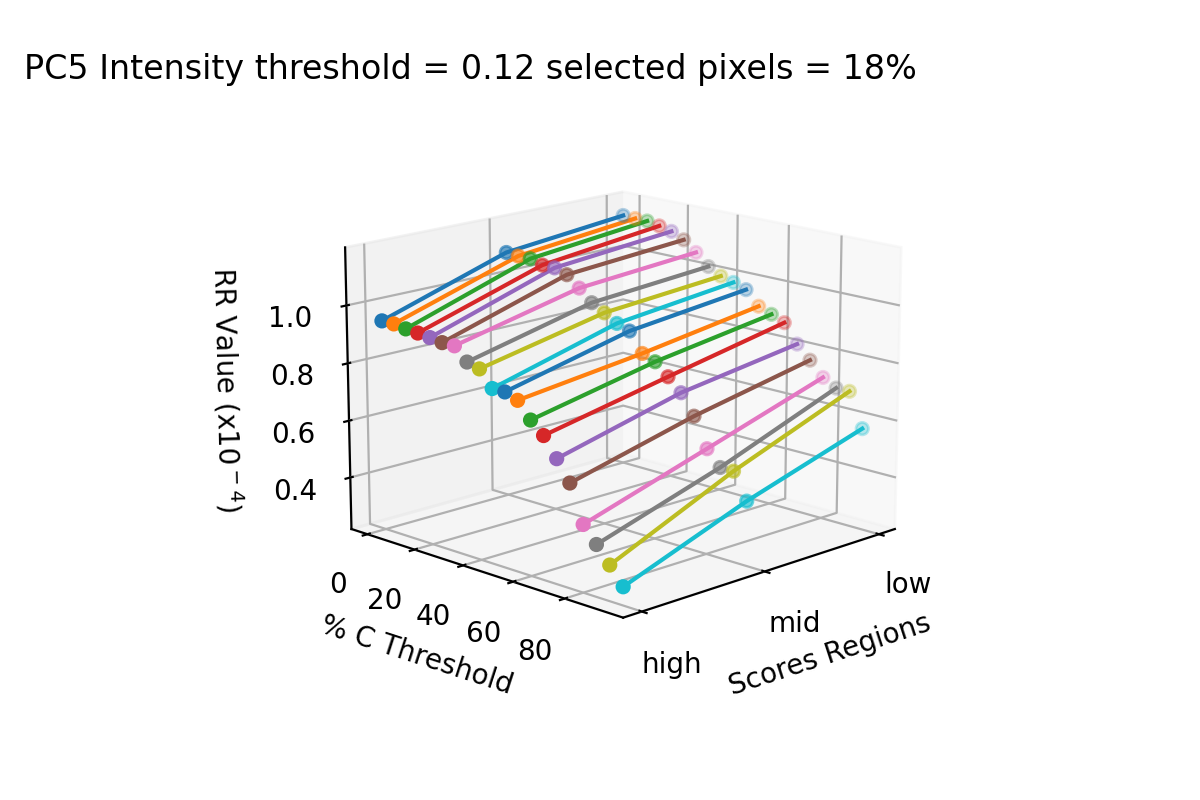 PC5 Intensity threshold = 0.12 selected pixels = 18%
RR Value (x10⁻⁴)
1.0
0.8
0.6
0.4
0
20
40
60
80
% C Threshold
high
mid
low
Scores Regions